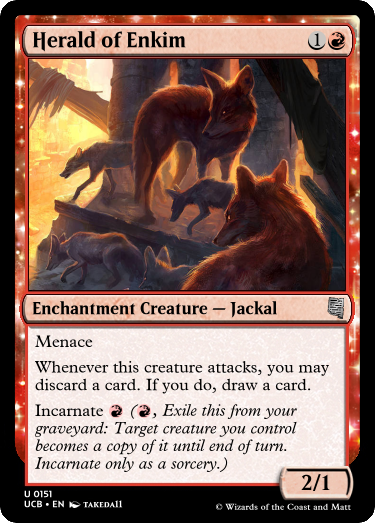 Herald of Enkim 1
Enchantment Creature — Jackal
Menace
Whenever this creature attacks, you may
discard a card. If you do, draw a card.
Incarnate (, Exile this from your
graveyard: Target creature you control
becomes a copy of it until end of turn.
Incarnate only as a sorcery.)
2/1
U 0151
UCB • EN TAKEDA11
© Wizards of the Coast and Matt